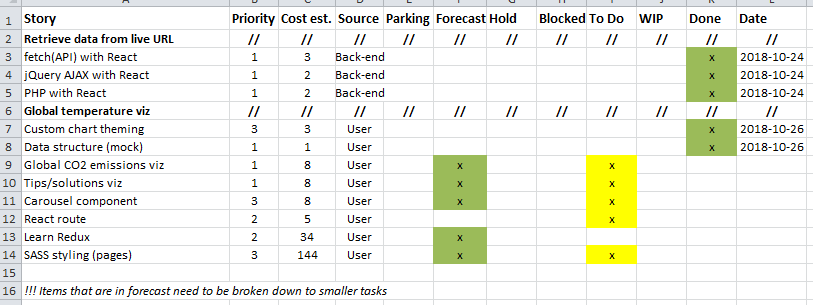 1 Story Priority Cost est. Source Parking Forecast Hold Blocked To Do WIP Done Date
2 Retrieve data from live URL // // // // // // // // // // //
3 fetch(API) with React 1 3 Back-end x 2018-10-24
4 jQuery AJAX with React 1 2 Back-end x 2018-10-24
5 PHP with React 1 2 Back-end x 2018-10-24
6 Global temperature viz // // // // // // // // // // //
7 Custom chart theming 3 3 User x 2018-10-26
8 Data structure (mock) 1 1 User x 2018-10-26
9 Global CO2 emissions viz 1 8 User x x
10 Tips/solutions viz 1 8 User x x
11 Carousel component 3 8 User x x
12 React route 2 5 User x
13 Learn Redux 2 34 User x
14 SASS styling (pages) 3 144 User x x
15
16 !!! Items that are in forecast need to be broken down to smaller tasks